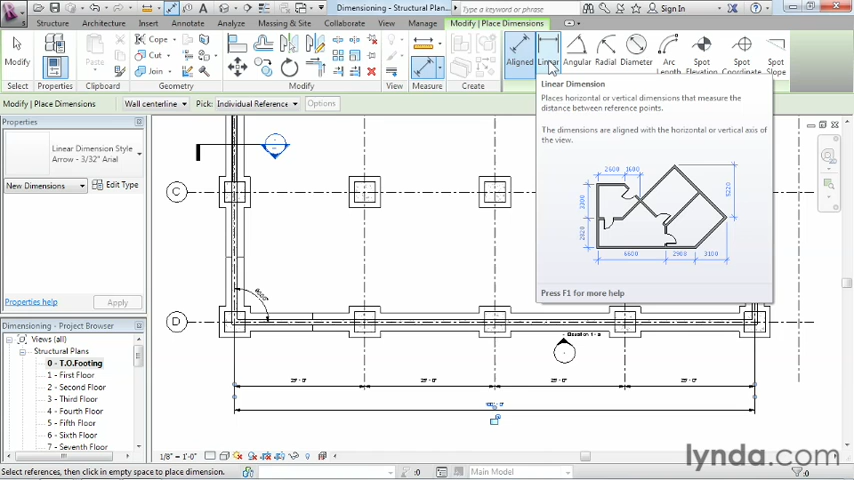 Dimensioning - Structural Plan...
Type a keyword or phrase
Sign In
Structure Architecture Insert Annotate Analyze Massing & Site Collaborate View Manage Modify | Place Dimensions
Modify
Properties
Cope
Cut
Join
Aligned
Linear
Angular
Radial
Diameter
Arc Length
Spot Elevation
Spot Coordinate
Spot Slope
Select Properties Clipboard Geometry Modify View Measure Create
Modify | Place Dimensions Wall centerline Pick: Individual Reference Options
Linear Dimension
Places horizontal or vertical dimensions that measure the
distance between reference points.
The dimensions are aligned with the horizontal or vertical axis of
the view.
2600 1600
3300
5220
2820
6600 2900 3100
Press F1 for more help
Properties
Linear Dimension Style
Arrow - 3/32" Arial
New Dimensions
Edit Type
Properties help
Apply
C
D
Elevation 1 - a
Dimensioning - Project Browser
Views (all)
Structural Plans
0 - T.O.Footing
1 - First Floor
2 - Second Floor
3 - Third Floor
4 - Fourth Floor
5 - Fifth Floor
6 - Sixth Floor
7 - Seventh Floor
1/8" = 1'-0"
lynda.com
Select references, then click in empty space to place dimension.
:0
Main Model
:0